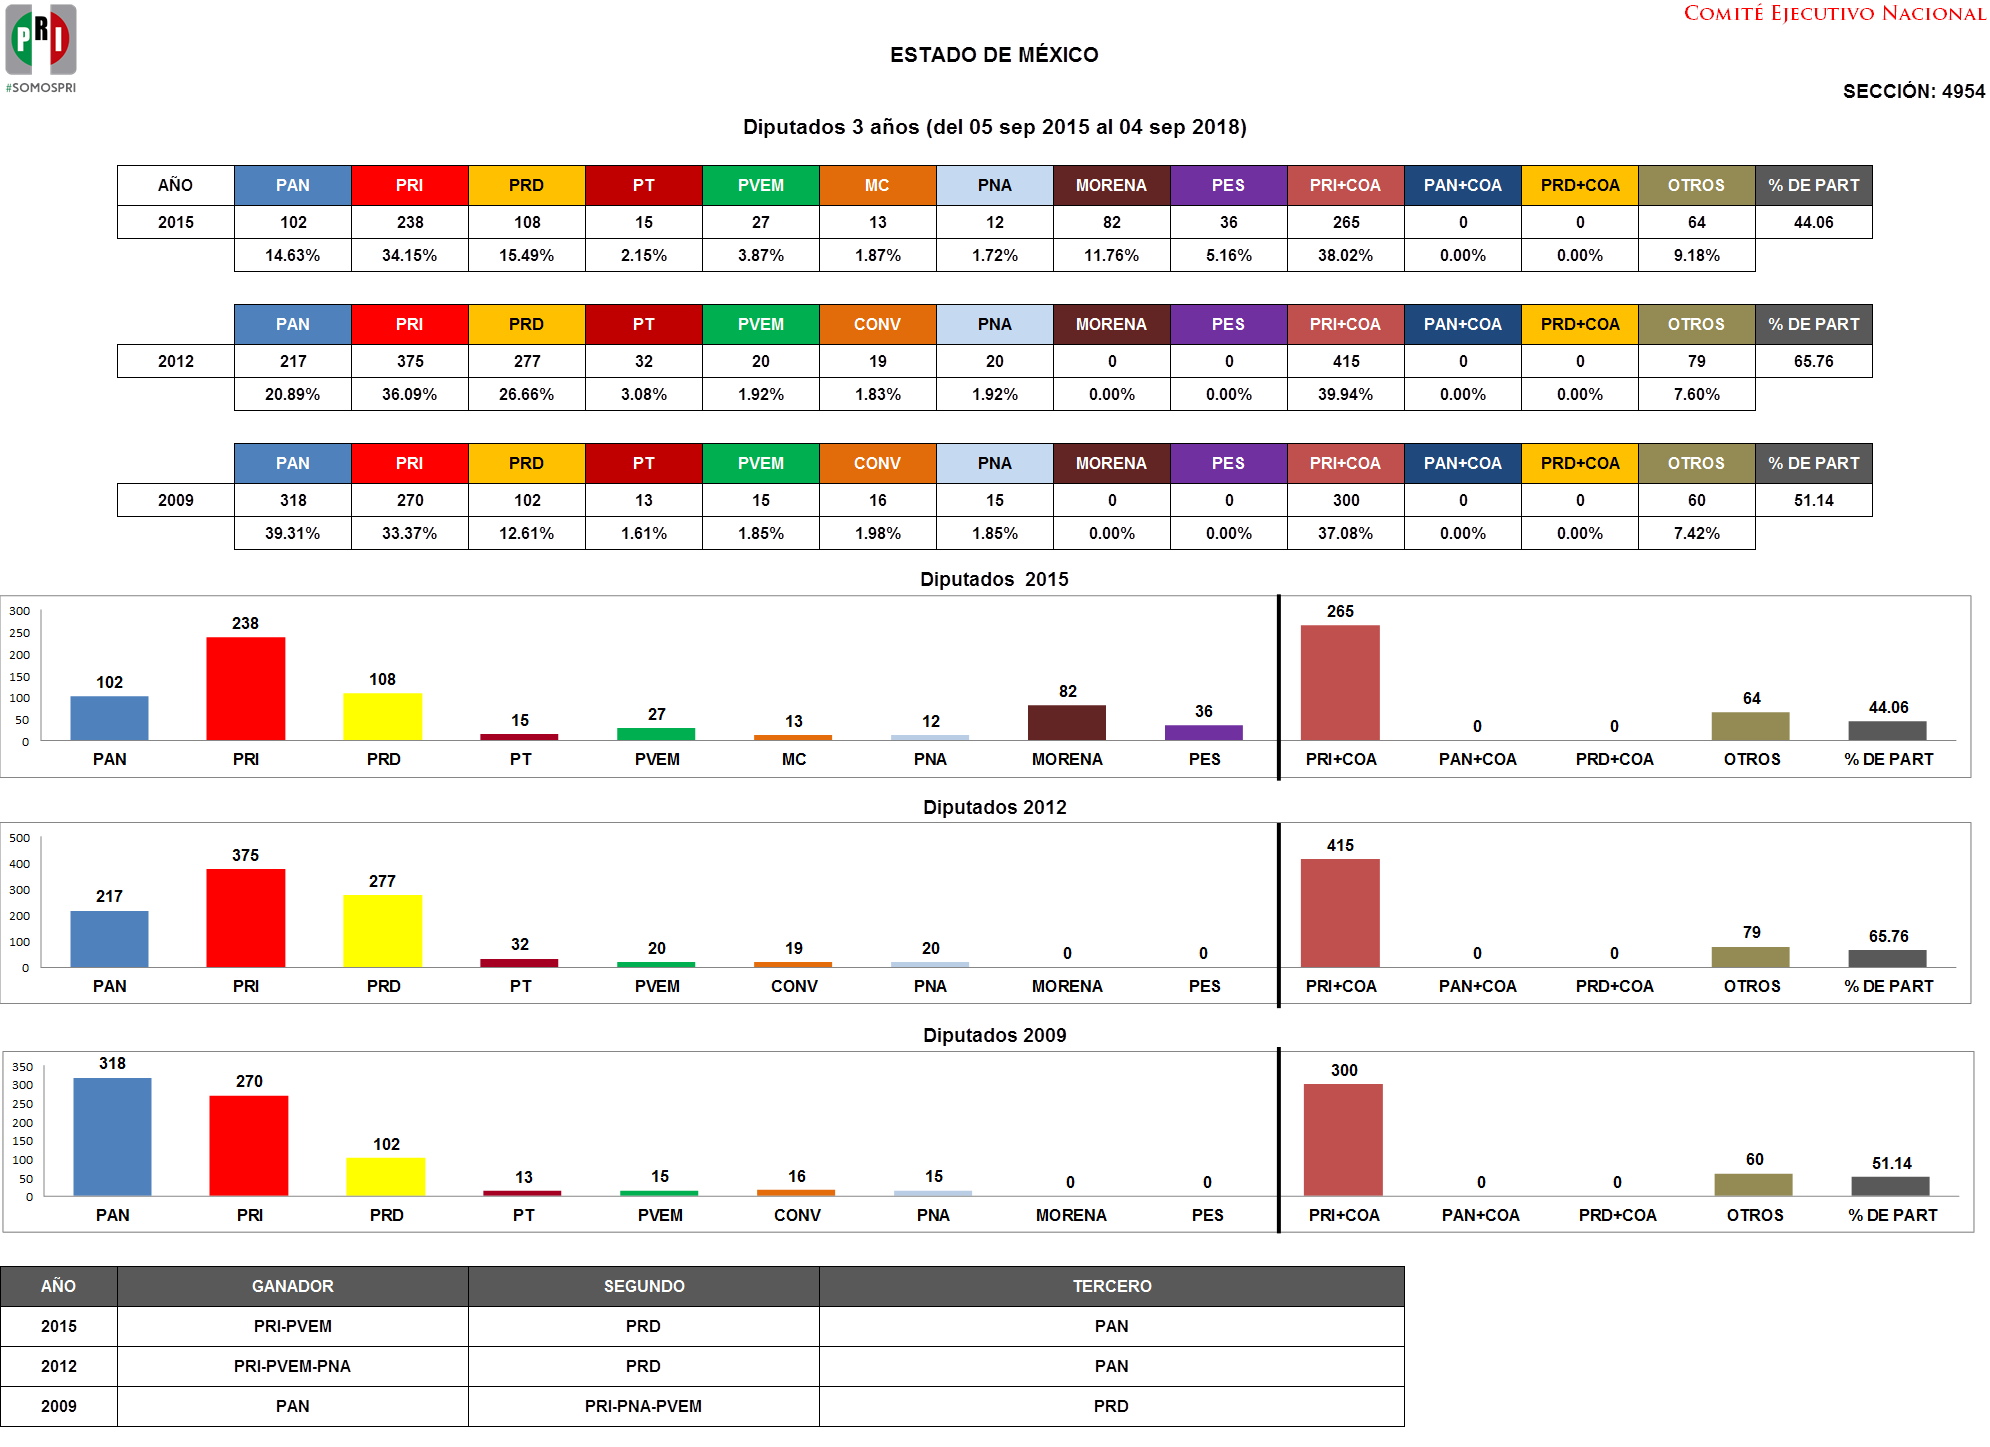 PRI
#SOMOSPRI
COMITÉ EJECUTIVO NACIONAL
ESTADO DE MÉXICO
SECCIÓN: 4954
Diputados 3 años (del 05 sep 2015 al 04 sep 2018)
AÑO PAN PRI PRD PT PVEM MC PNA MORENA PES PRI+COA PAN+COA PRD+COA OTROS % DE PART
2015 102 238 108 15 27 13 12 82 36 265 0 0 64 44.06
14.63% 34.15% 15.49% 2.15% 3.87% 1.87% 1.72% 11.76% 5.16% 38.02% 0.00% 0.00% 9.18%
PAN PRI PRD PT PVEM CONV PNA MORENA PES PRI+COA PAN+COA PRD+COA OTROS % DE PART
2012 217 375 277 32 20 19 20 0 0 415 0 0 79 65.76
20.89% 36.09% 26.66% 3.08% 1.92% 1.83% 1.92% 0.00% 0.00% 39.94% 0.00% 0.00% 7.60%
PAN PRI PRD PT PVEM CONV PNA MORENA PES PRI+COA PAN+COA PRD+COA OTROS % DE PART
2009 318 270 102 13 15 16 15 0 0 300 0 0 60 51.14
39.31% 33.37% 12.61% 1.61% 1.85% 1.98% 1.85% 0.00% 0.00% 37.08% 0.00% 0.00% 7.42%
Diputados 2015
300
250
200
150
100
50
0
102 238 108 15 27 13 12 82 36 265 0 0 64 44.06
PAN PRI PRD PT PVEM MC PNA MORENA PES PRI+COA PAN+COA PRD+COA OTROS % DE PART
Diputados 2012
500
400
300
200
100
0
217 375 277 32 20 19 20 0 0 415 0 0 79 65.76
PAN PRI PRD PT PVEM CONV PNA MORENA PES PRI+COA PAN+COA PRD+COA OTROS % DE PART
Diputados 2009
350
300
250
200
150
100
50
0
318 270 102 13 15 16 15 0 0 300 0 0 60 51.14
PAN PRI PRD PT PVEM CONV PNA MORENA PES PRI+COA PAN+COA PRD+COA OTROS % DE PART
AÑO GANADOR SEGUNDO TERCERO
2015 PRI-PVEM PRD PAN
2012 PRI-PVEM-PNA PRD PAN
2009 PAN PRI-PNA-PVEM PRD